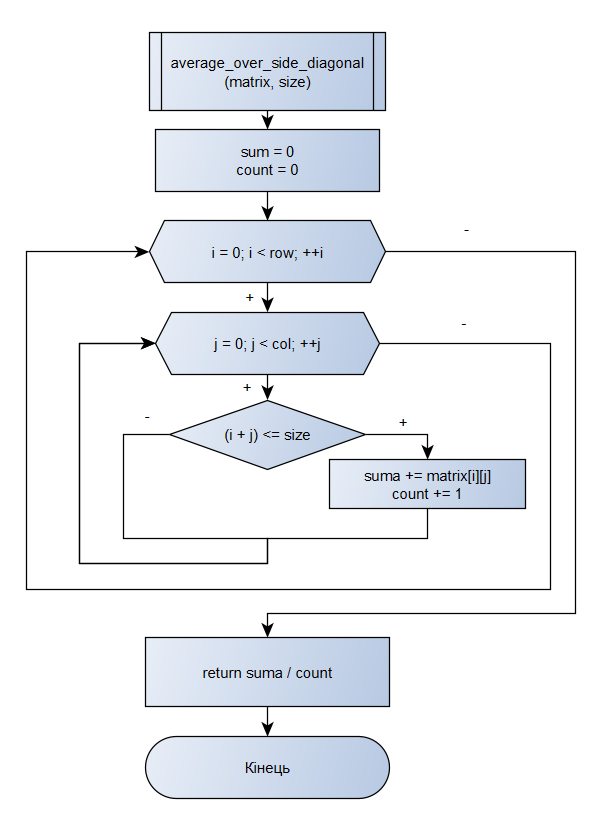 average_over_side_diagonal
(matrix, size)
sum = 0
count = 0
-
i = 0; i < row; ++i
+
-
j = 0; j < col; ++j
+
-
+
(i + j) <= size
suma += matrix[i][j]
count += 1
return suma / count
Кінець